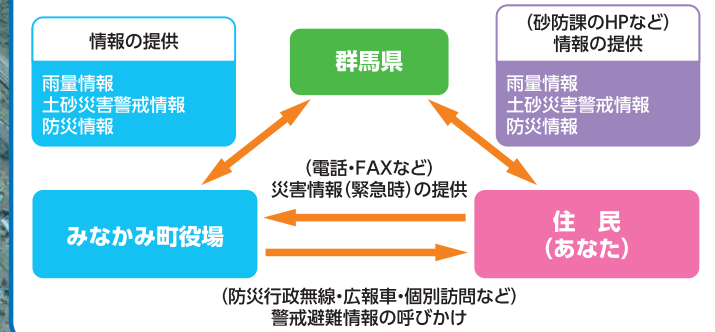 情報の提供
雨量情報
土砂災害警戒情報
防災情報
群馬県
(砂防課のHPなど)
情報の提供
雨量情報
土砂災害警戒情報
防災情報
(電話・FAXなど)
災害情報(緊急時)の提供
みなかみ町役場
住　民
(あなた)
(防災行政無線・広報車・個別訪問など)
警戒避難情報の呼びかけ